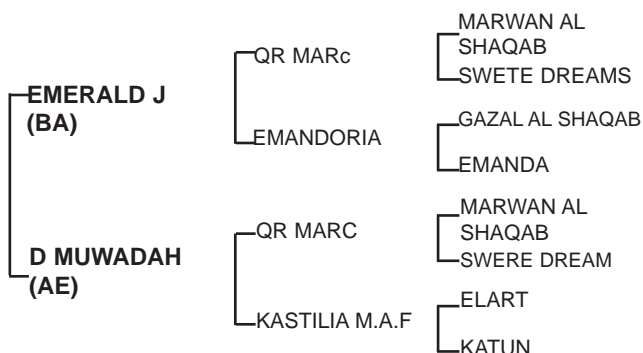 EMERALD J
(BA)
QR MARc
MARWAN AL
SHAQAB
SWETE DREAMS
EMANDORIA
GAZAL AL SHAQAB
EMANDA
D MUWADAH
(AE)
QR MARC
MARWAN AL
SHAQAB
SWERE DREAM
KASTILIA M.A.F
ELART
KATUN